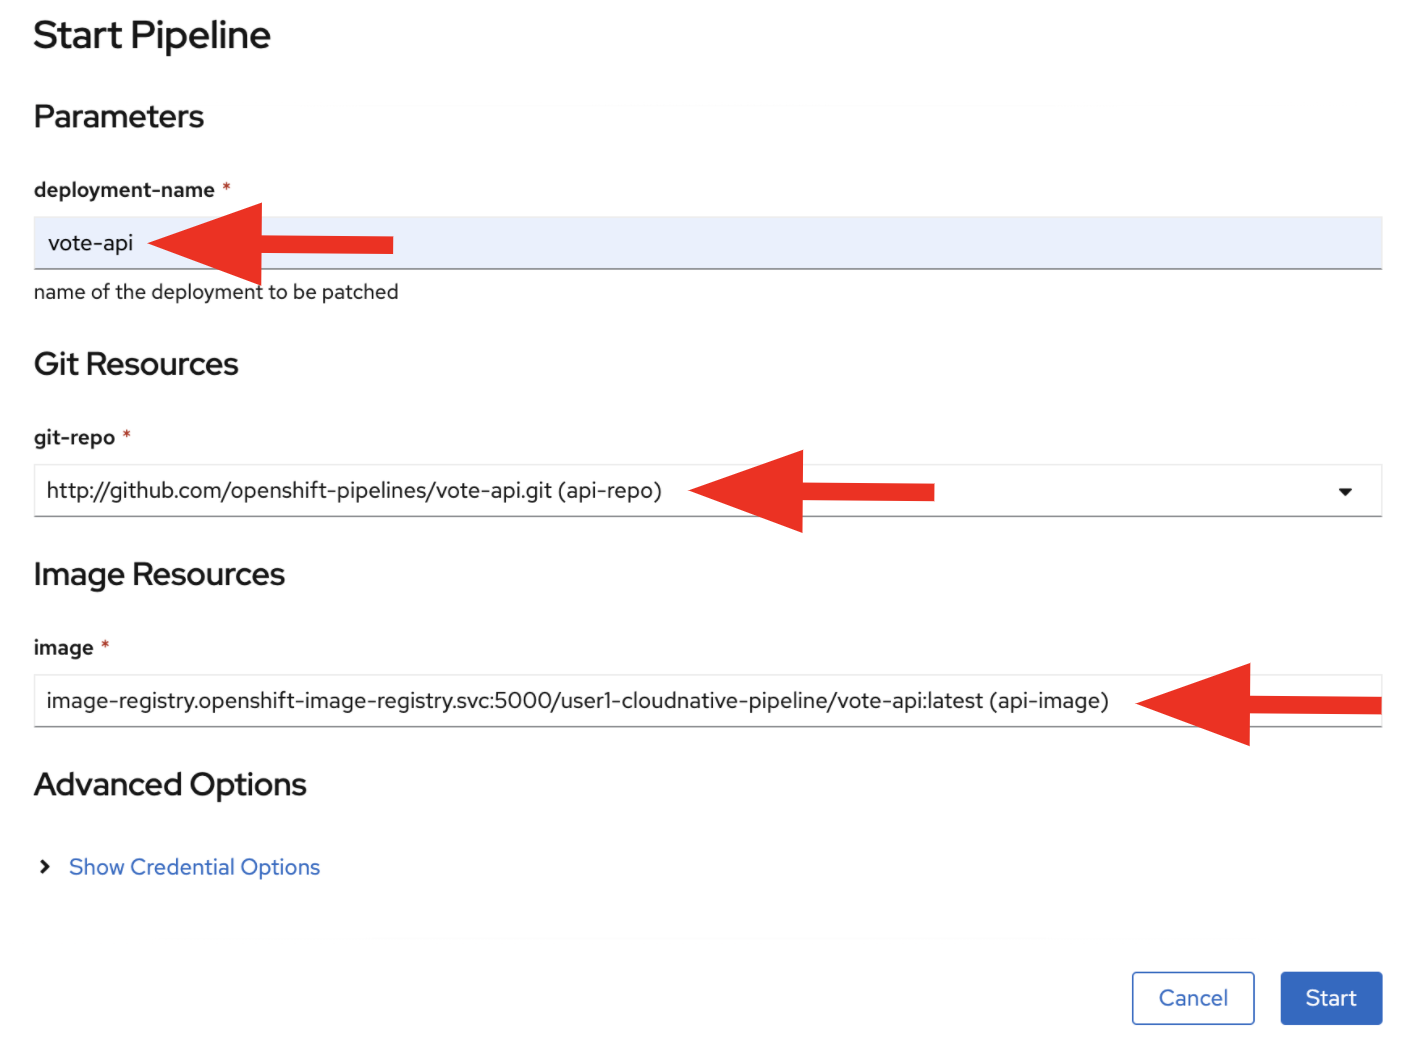 Start Pipeline
Parameters
deployment-name *
vote-api
name of the deployment to be patched
Git Resources
git-repo *
http://github.com/openshift-pipelines/vote-api.git (api-repo)
Image Resources
image *
image-registry.openshift-image-registry.svc:5000/user1-cloudnative-pipeline/vote-api:latest (api-image)
Advanced Options
Show Credential Options
Cancel Start